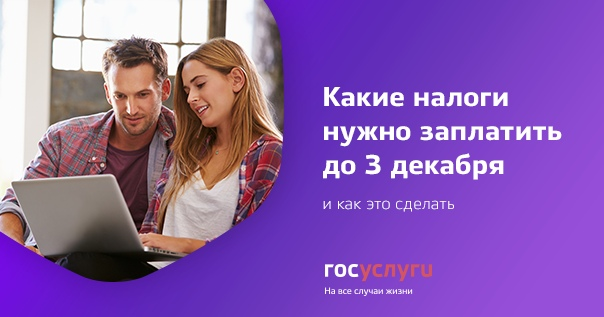 Какие налоги
нужно заплатить
до 3 декабря
и как это сделать
госуслуги
На все случаи жизни